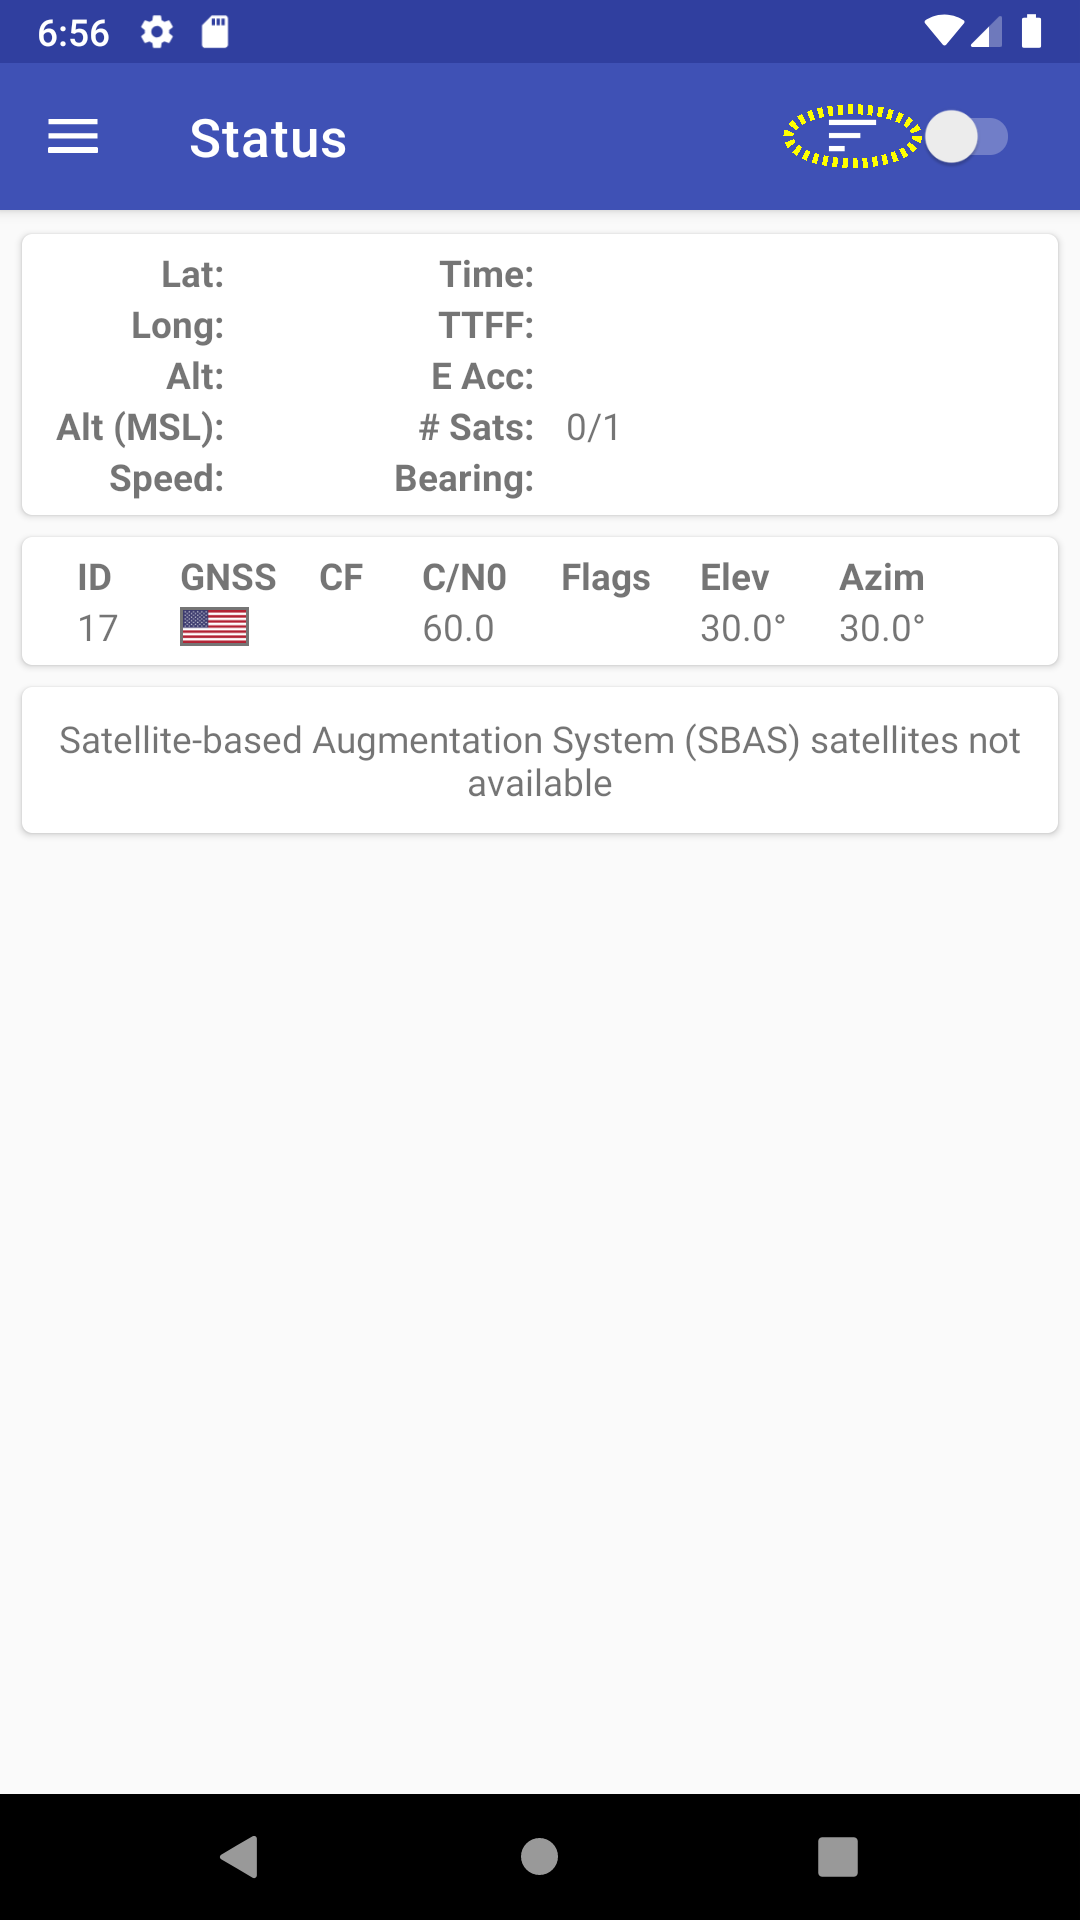 6:56
Status
Lat: Time:
Long: TTFF:
Alt: E Acc:
Alt (MSL): # Sats: 0/1
Speed: Bearing:
ID GNSS CF C/N0 Flags Elev Azim
17 60.0 30.0° 30.0°
Satellite-based Augmentation System (SBAS) satellites not
available